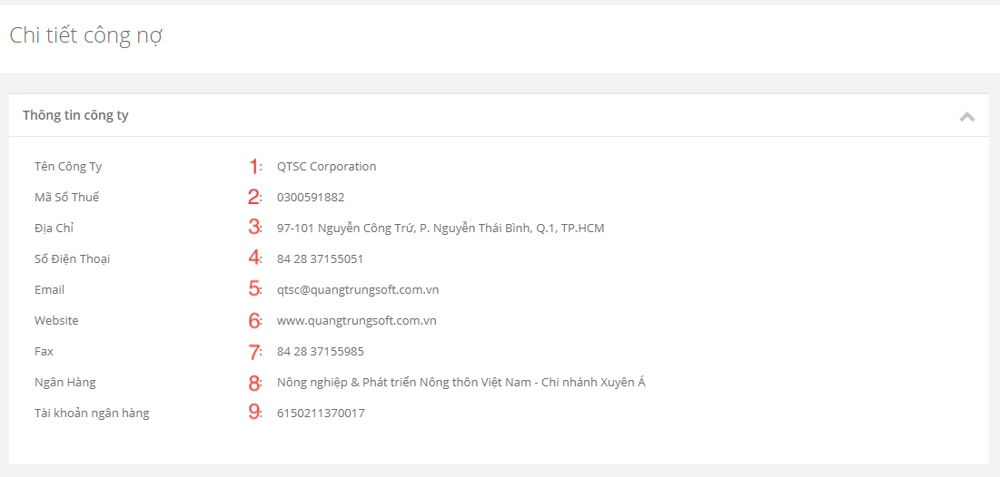 Chi tiết công nợ
Thông tin công ty
Tên Công Ty 1: QTSC Corporation
Mã Số Thuế 2: 0300591882
Địa Chỉ 3: 97-101 Nguyễn Công Trứ, P. Nguyễn Thái Bình, Q.1, TP.HCM
Số Điện Thoại 4: 84 28 37155051
Email 5: qtsc@quangtrungsoft.com.vn
Website 6: www.quangtrungsoft.com.vn
Fax 7: 84 28 37155985
Ngân Hàng 8: Nông nghiệp & Phát triển Nông thôn Việt Nam - Chi nhánh Xuyên Á
Tài khoản ngân hàng 9: 6150211370017